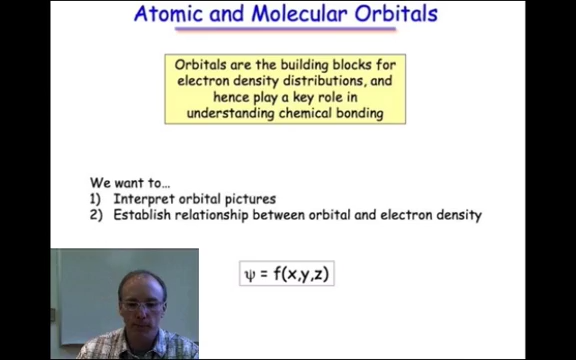 Atomic and Molecular Orbitals
Orbitals are the building blocks for
electron density distributions, and
hence play a key role in
understanding chemical bonding
We want to…
1) Interpret orbital pictures
2) Establish relationship between orbital and electron density
ψ = f(x,y,z)